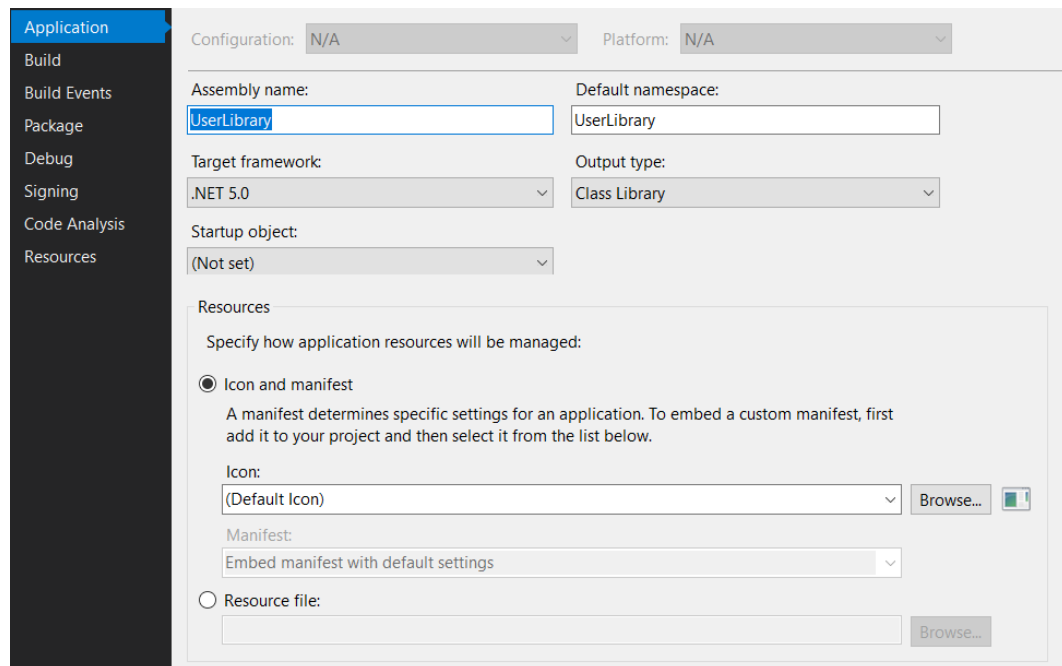 Application
Build
Build Events
Package
Debug
Signing
Code Analysis
Resources
Configuration: N/A Platform: N/A
Assembly name: Default namespace:
UserLibrary UserLibrary
Target framework: Output type:
.NET 5.0 Class Library
Startup object:
(Not set)
Resources
Specify how application resources will be managed:
Icon and manifest
A manifest determines specific settings for an application. To embed a custom manifest, first
add it to your project and then select it from the list below.
Icon:
(Default Icon) Browse...
Manifest:
Embed manifest with default settings
Resource file:
Browse...